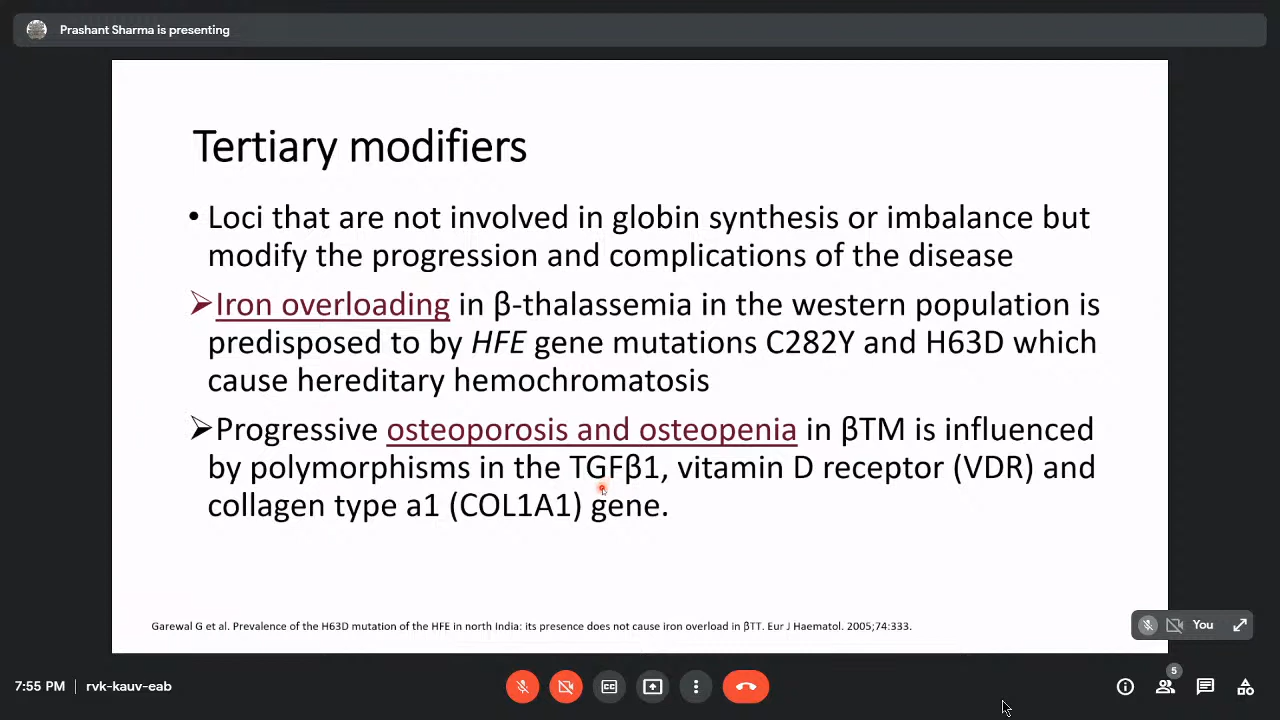 Prashant Sharma is presenting
Tertiary modifiers
• Loci that are not involved in globin synthesis or imbalance but
modify the progression and complications of the disease
➢Iron overloading in β-thalassemia in the western population is
predisposed to by HFE gene mutations C282Y and H63D which
cause hereditary hemochromatosis
➢Progressive osteoporosis and osteopenia in βTM is influenced
by polymorphisms in the TGFβ1, vitamin D receptor (VDR) and
collagen type a1 (COL1A1) gene.
Garewal G et al. Prevalence of the H63D mutation of the HFE in north India: its presence does not cause iron overload in βTT. Eur J Haematol. 2005;74:333.
You
7:55 PM | rvk-kauv-eab
CC
5